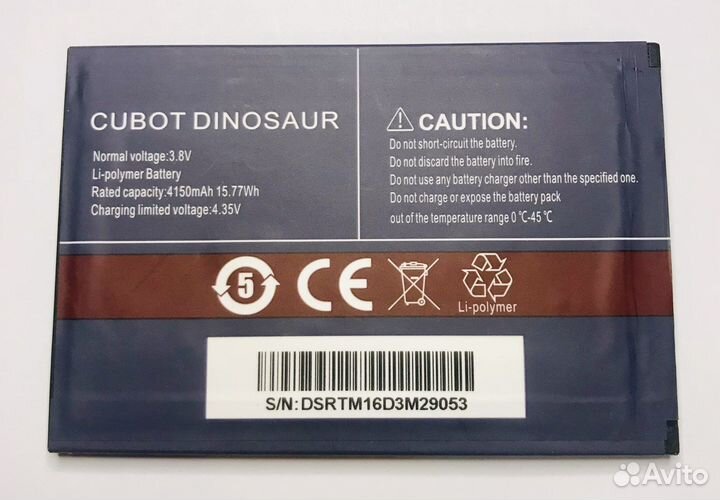 CUBOT DINOSAUR
Normal voltage:3.8V
Li-polymer Battery
Rated capacity:4150mAh 15.77Wh
Charging limited voltage:4.35V
CAUTION:
Do not short-circuit the battery.
Do not discard the battery into fire.
Do not use any battery charger other than the specified one.
Do not charge or expose the battery pack
out of the temperature range 0℃-45℃
5
CE
Li-polymer
S/N:DSRTM16D3M29053
Avito